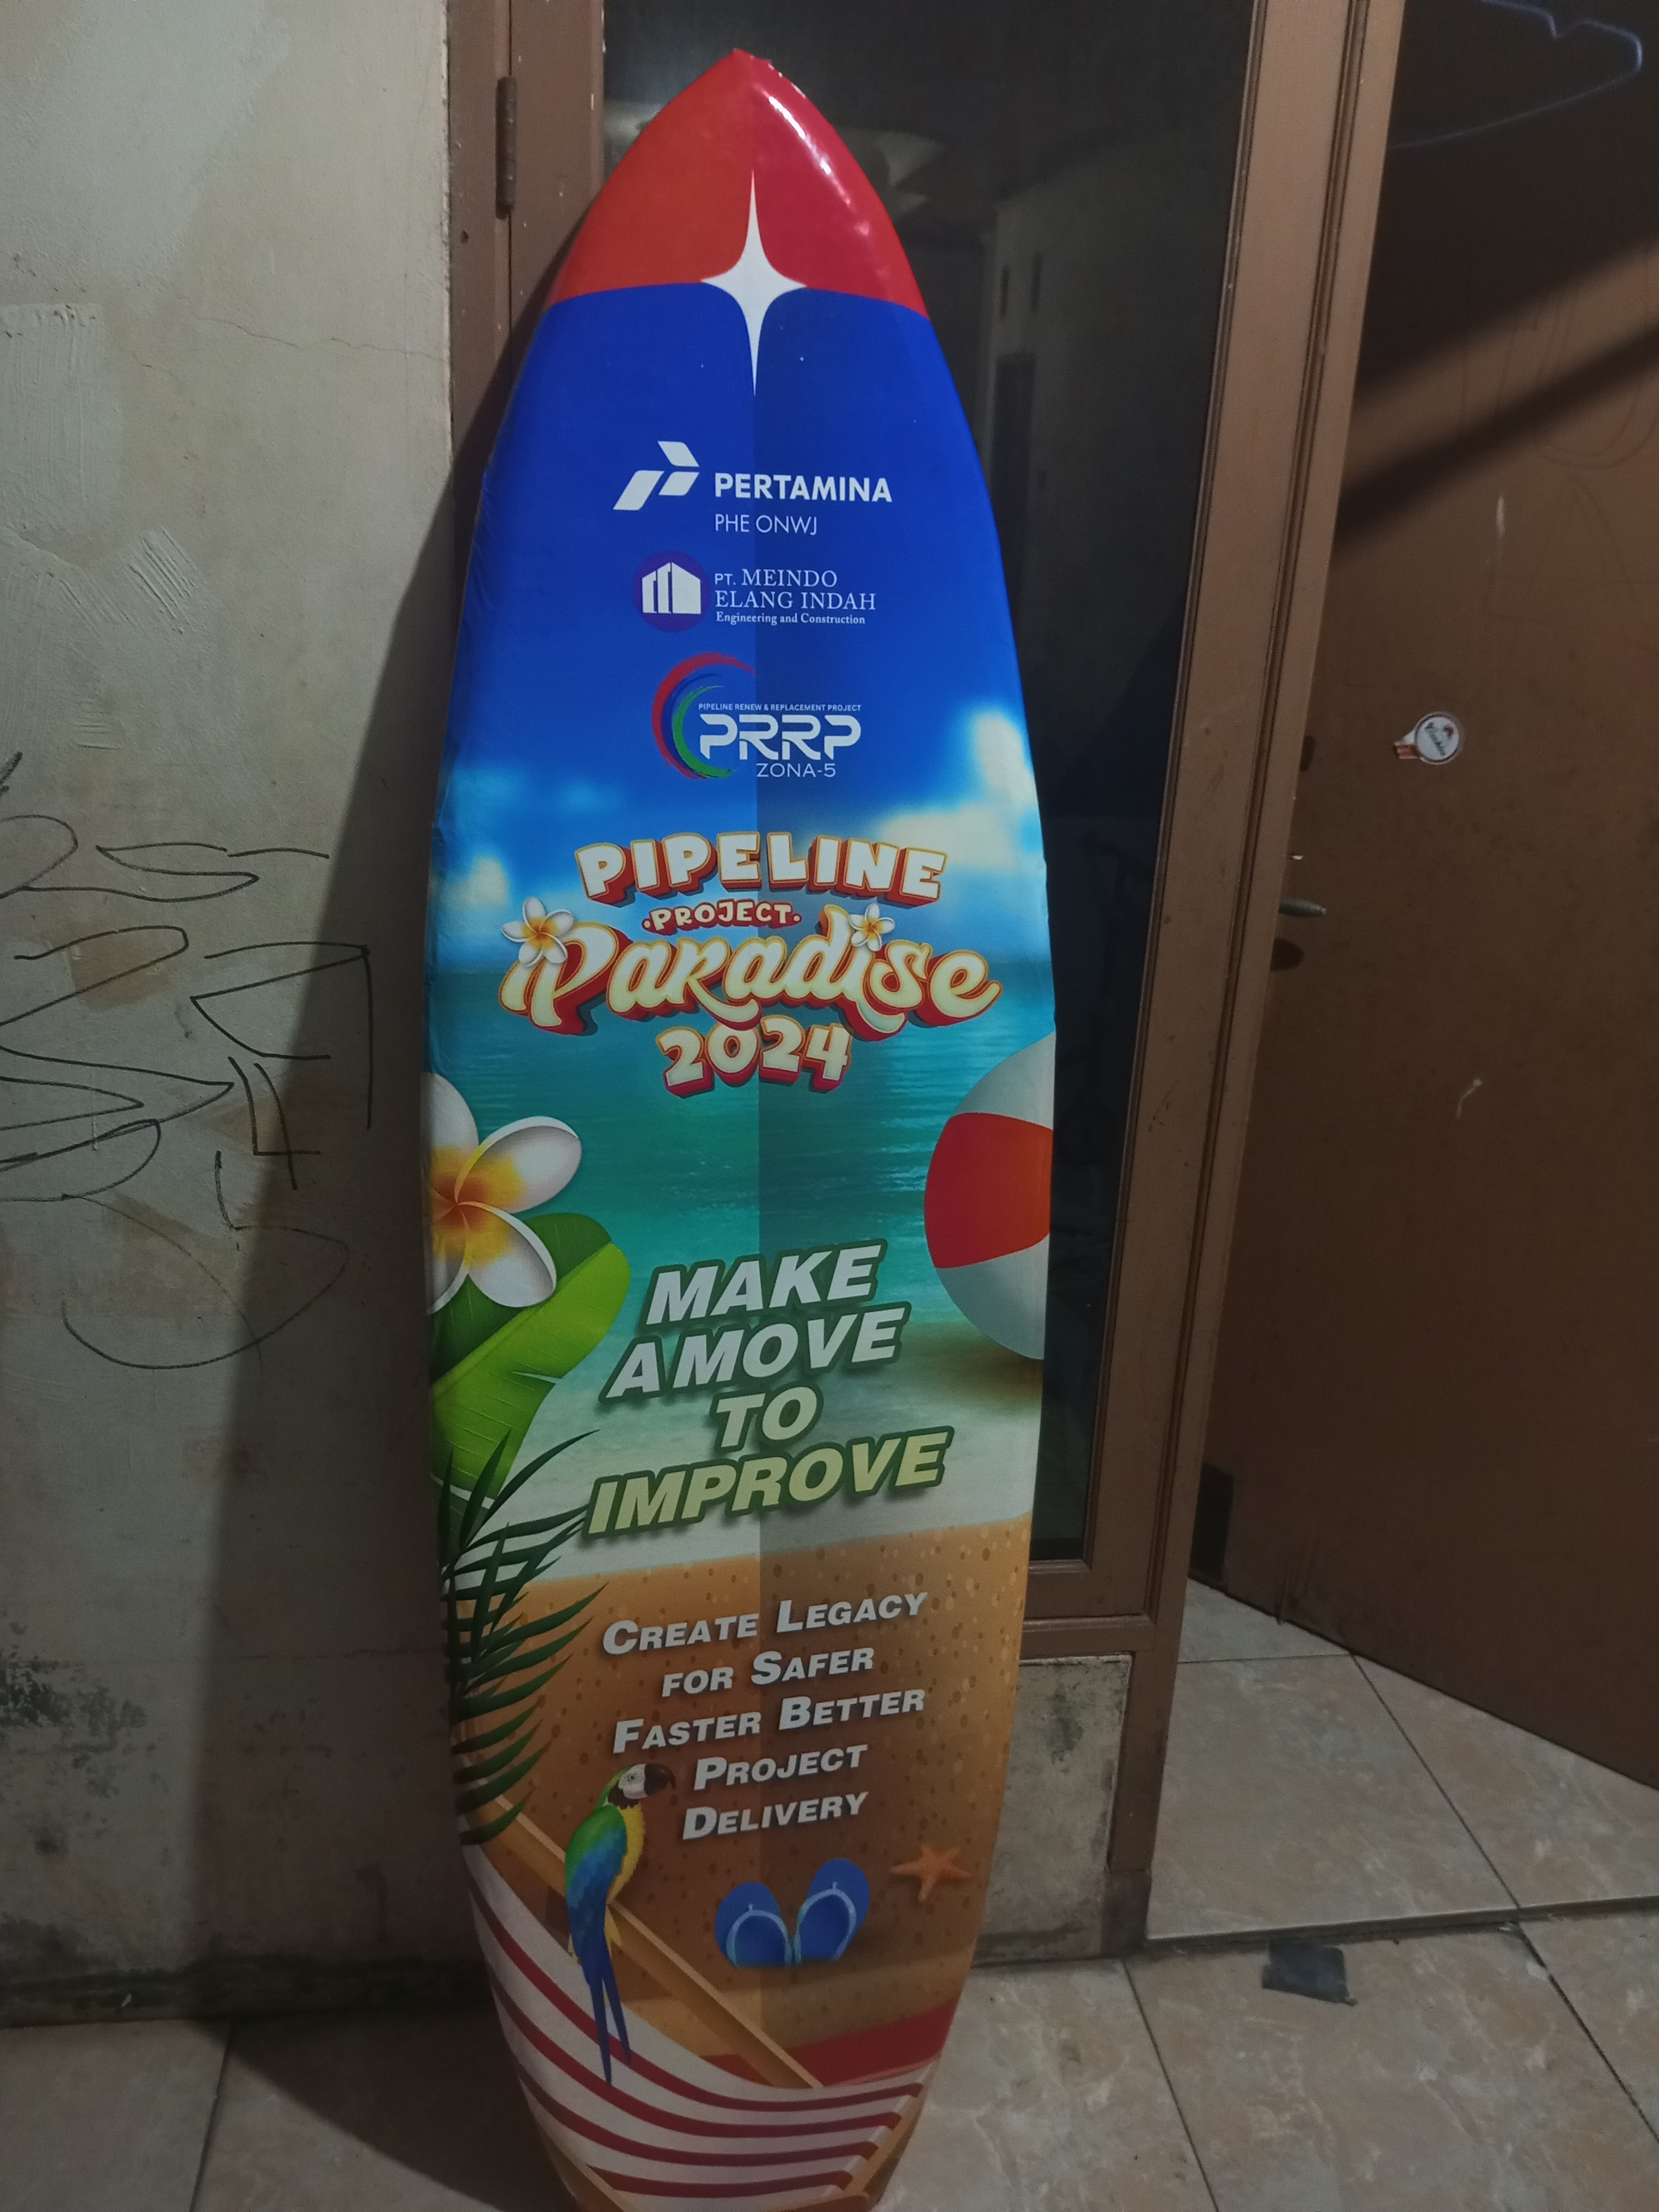 PERTAMINA
PHE ONWJ
PT. MEINDO
ELANG INDAH
Engineering and Construction
PIPELINE RENEW & REPLACEMENT PROJECT
PRRP
ZONA-5
PIPELINE
•PROJECT•
Paradise
2024
MAKE
A MOVE
TO
IMPROVE
CREATE LEGACY
FOR SAFER
FASTER BETTER
PROJECT
DELIVERY